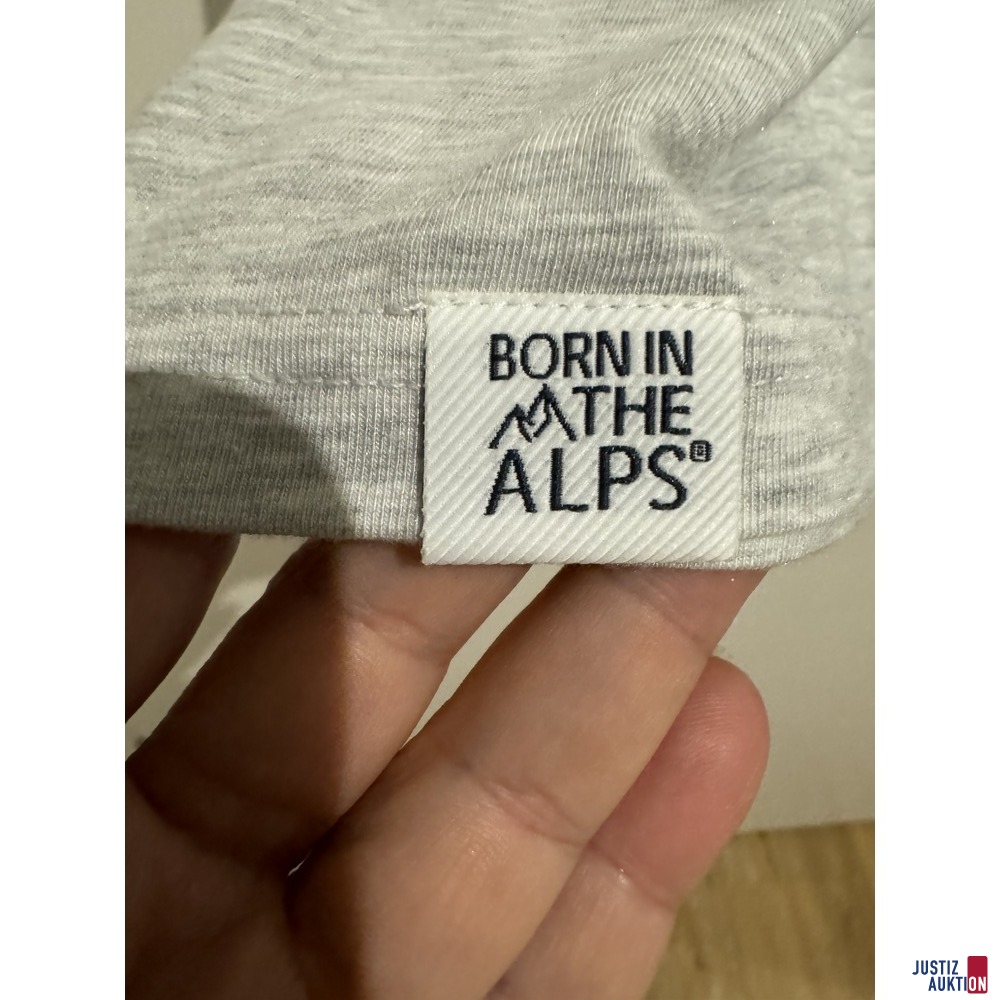 BORN IN
THE
ALPS®
JUSTIZ
AUKTION